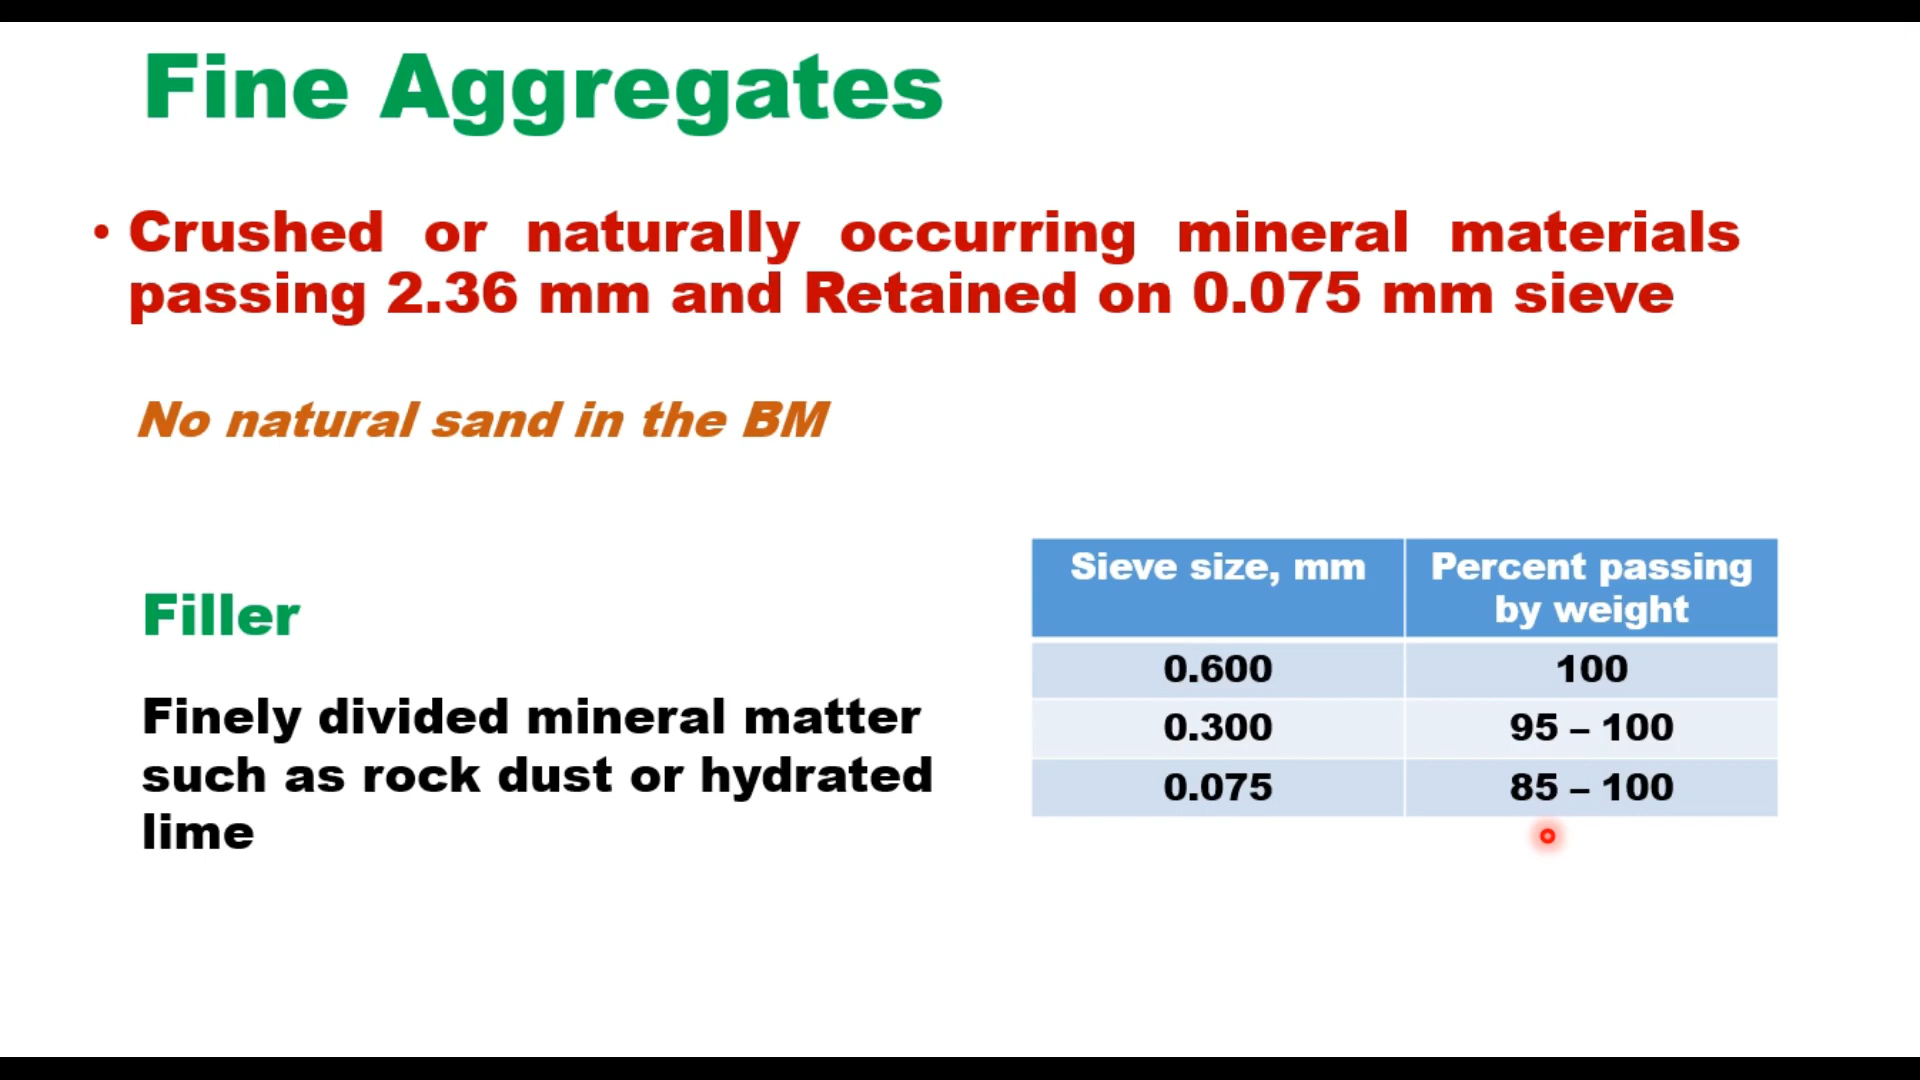 Fine Aggregates
• Crushed or naturally occurring mineral materials
passing 2.36 mm and Retained on 0.075 mm sieve
No natural sand in the BM
Filler
Finely divided mineral matter
such as rock dust or hydrated
lime
Sieve size, mm Percent passing
by weight
0.600 100
0.300 95 – 100
0.075 85 – 100